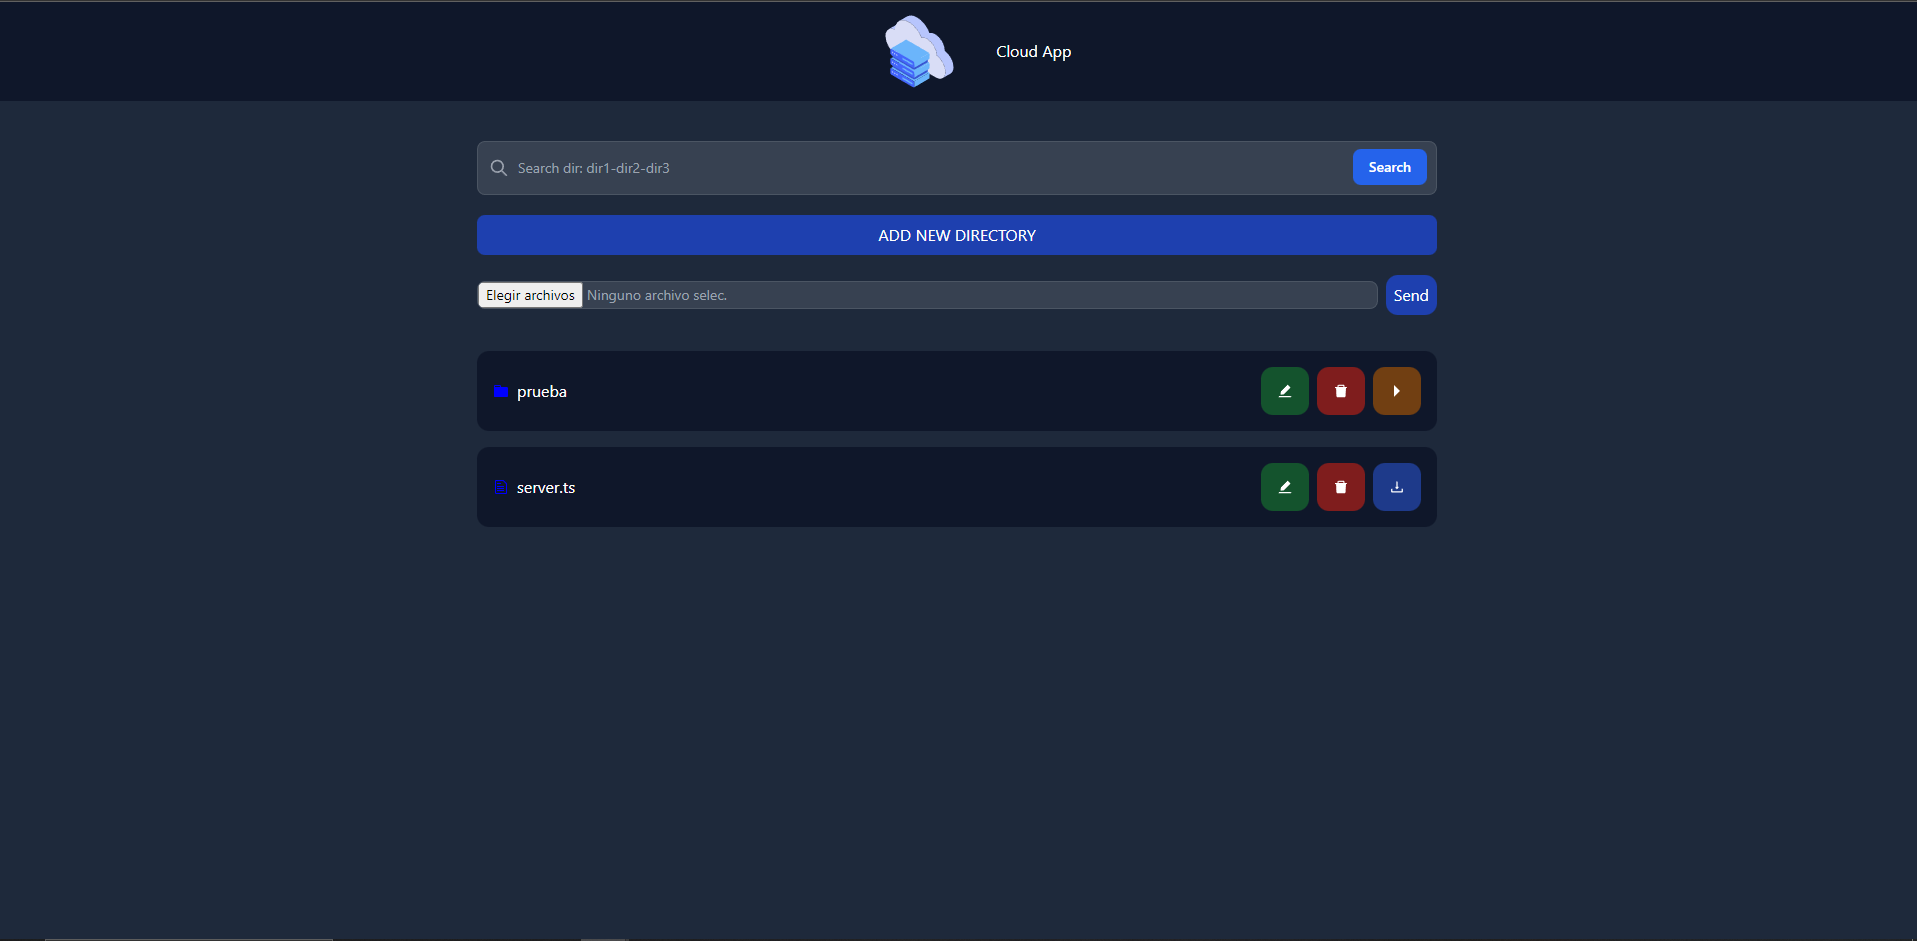 Cloud App
Search dir: dir1-dir2-dir3
Search
ADD NEW DIRECTORY
Elegir archivos Ninguno archivo selec.
Send
prueba
server.ts